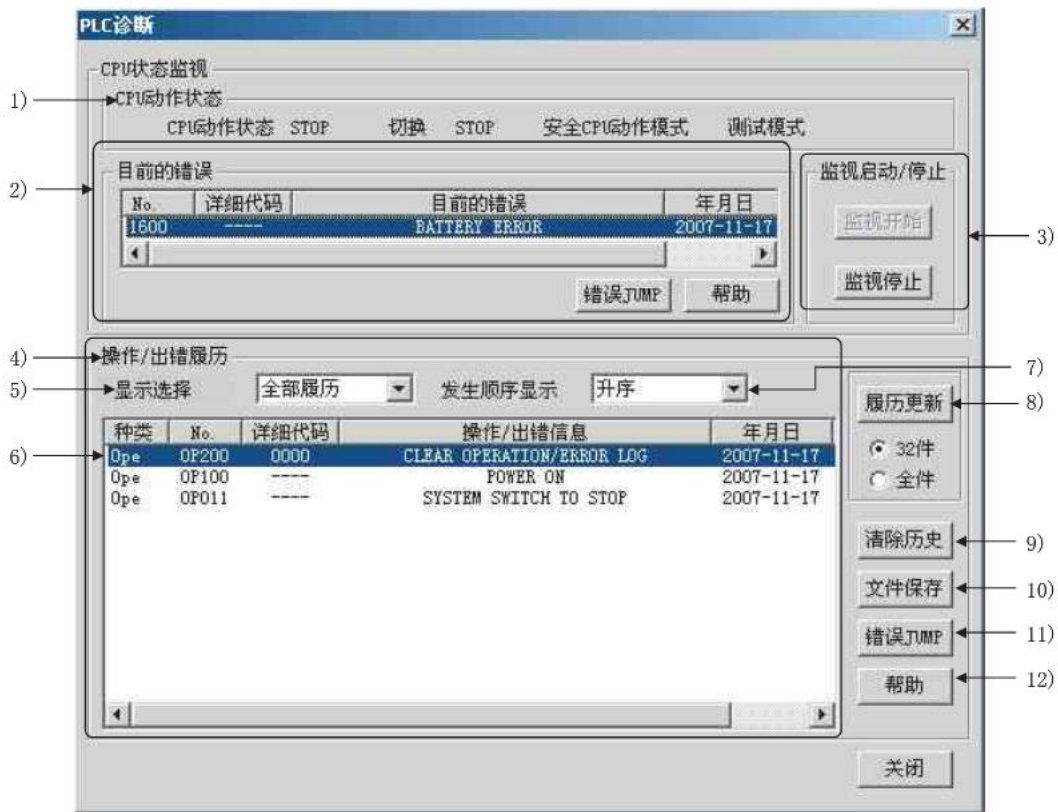 PLC诊断
CPU状态监视
1) CPU动作状态
CPU动作状态 STOP 切换 STOP 安全CPU动作模式 测试模式
2) 目前的错误
No. 详细代码 目前的错误 年月日
1600 ---- BATTERY ERROR 2007-11-17
错误JUMP 帮助
监视启动/停止
监视开始
3)
监视停止
4) 操作/出错履历
5) 显示选择 全部履历 发生顺序显示 升序 7)
履历更新 8)
32件
全件
种类 No. 详细代码 操作/出错信息 年月日
6) Ope OP200 0000 CLEAR OPERATION/ERROR LOG 2007-11-17
Ope OP100 ---- POWER ON 2007-11-17
Ope OP011 ---- SYSTEM SWITCH TO STOP 2007-11-17
清除历史 9)
文件保存 10)
错误JUMP 11)
帮助 12)
关闭